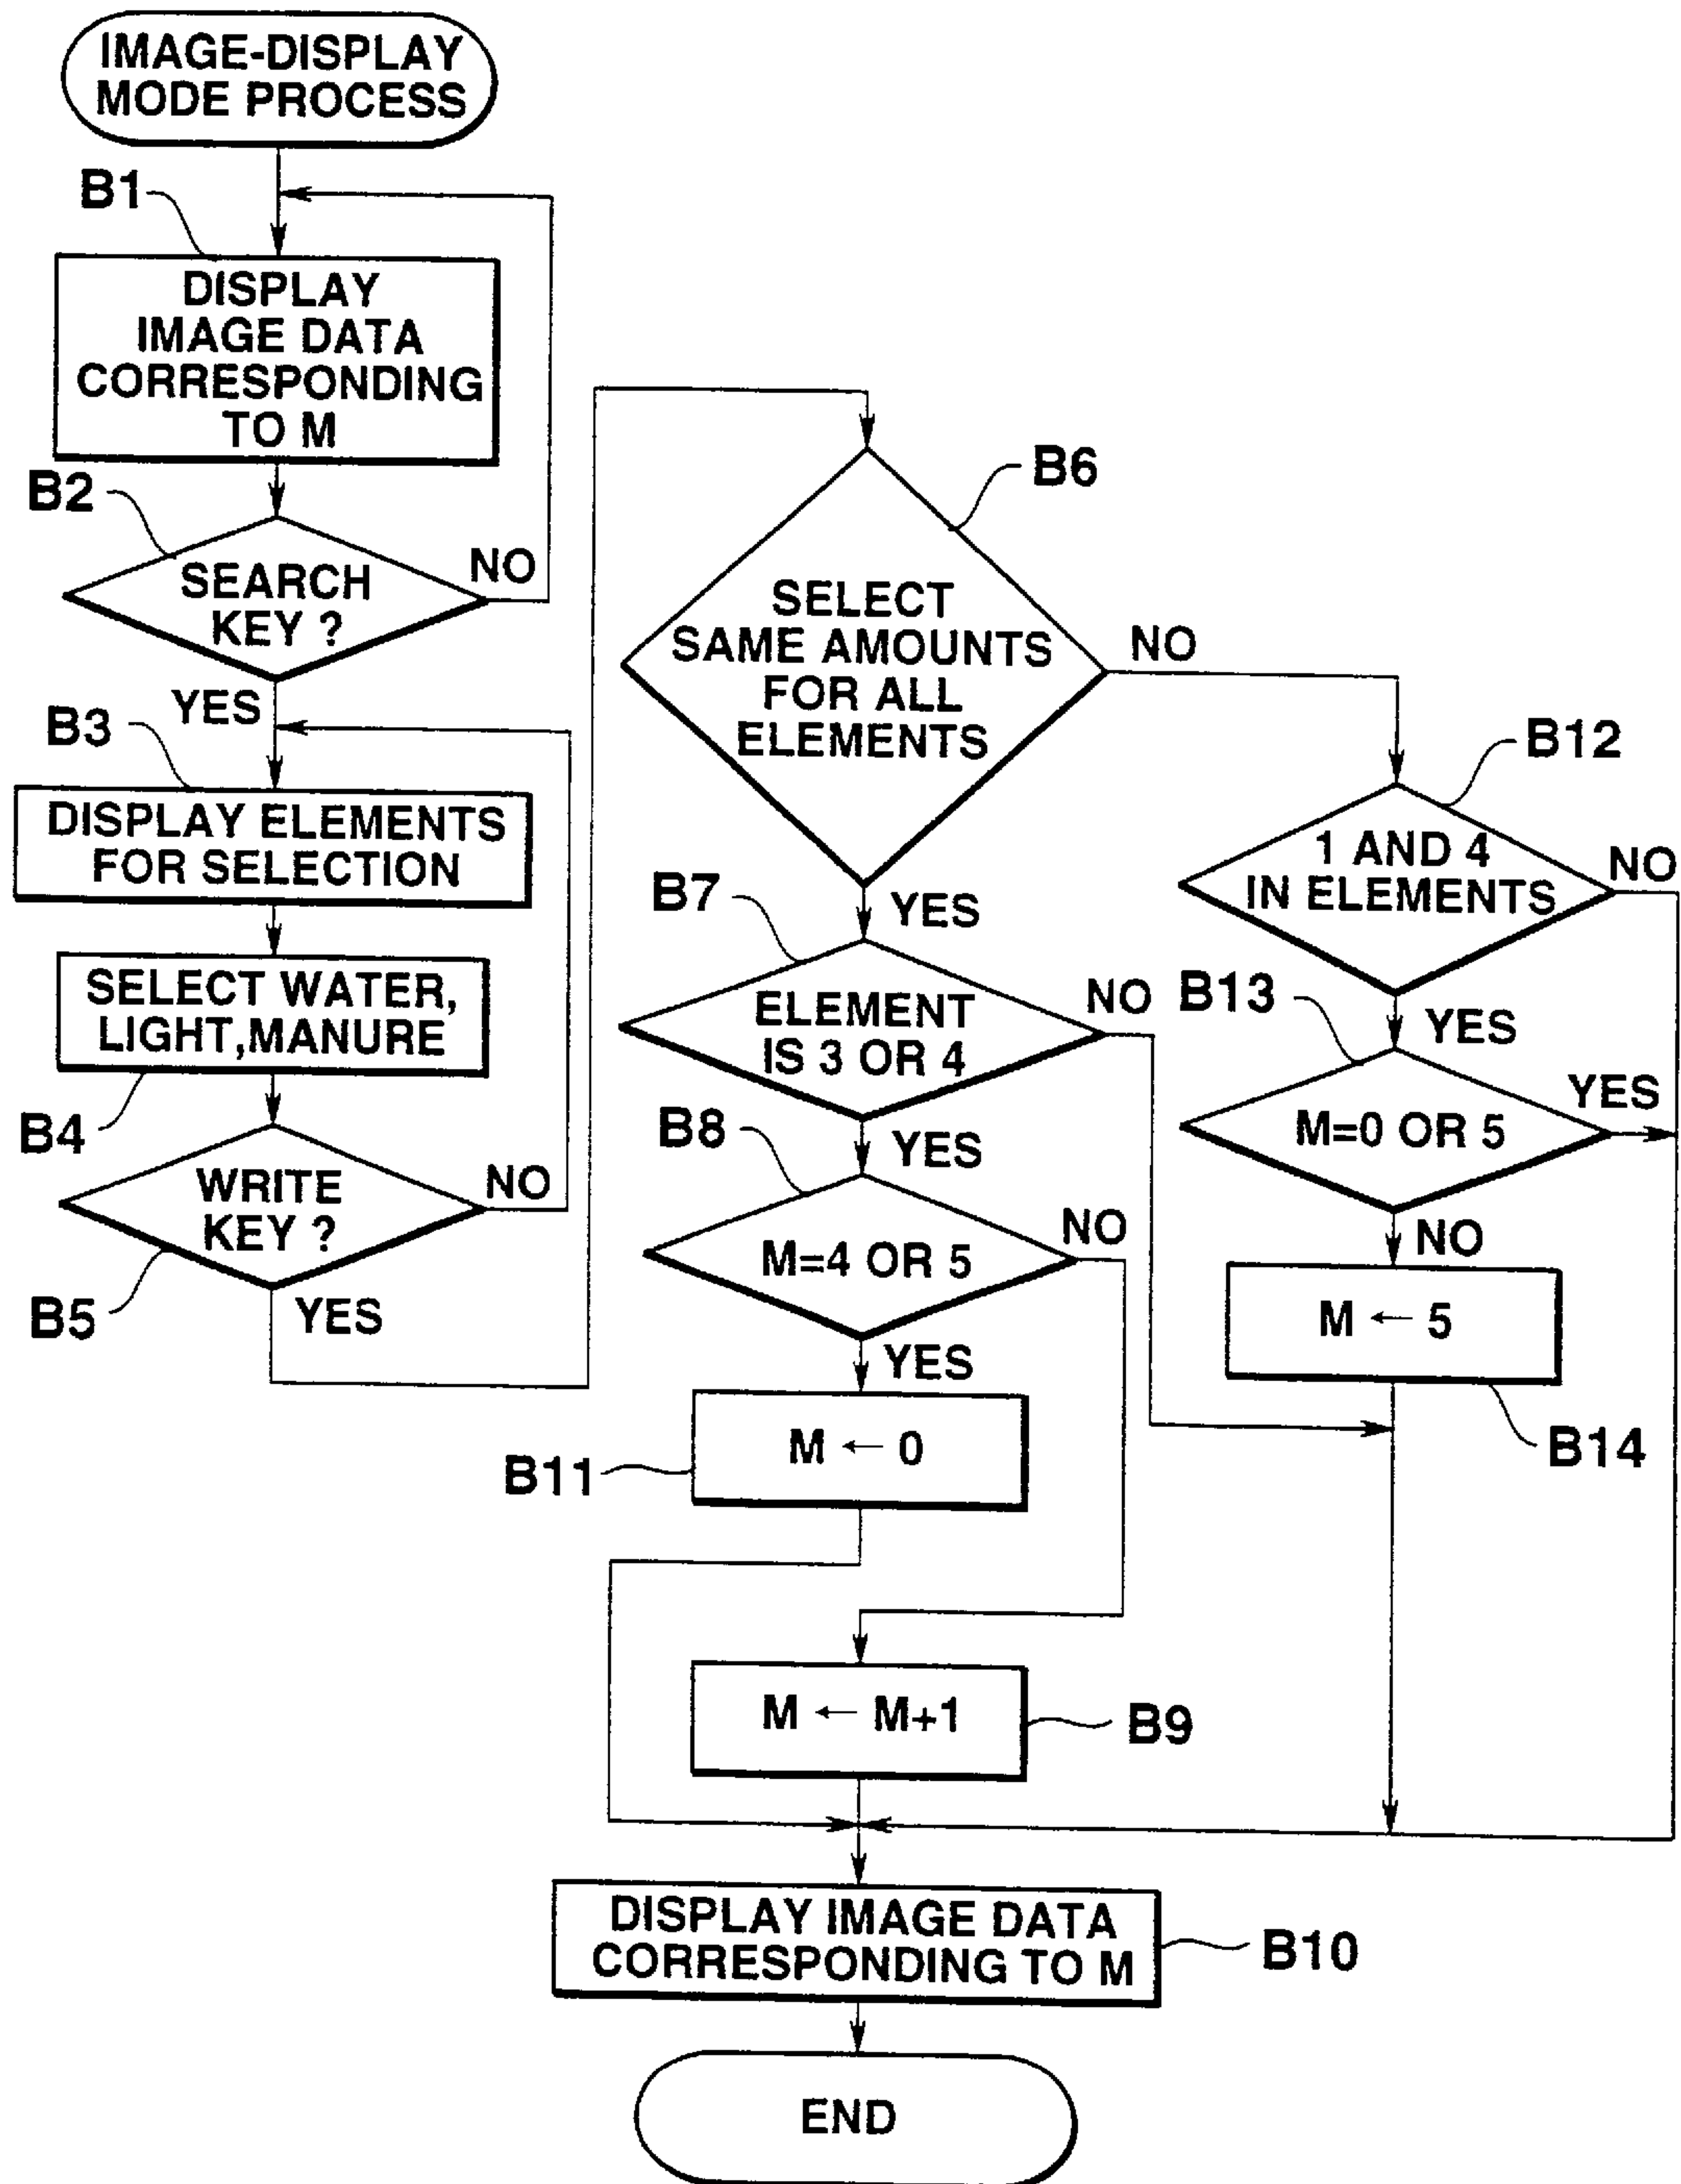 IMAGE-DISPLAY
MODE PROCESS
B1
DISPLAY
IMAGE DATA
CORRESPONDING
TO M
B2
SEARCH
KEY ?
NO
YES
B3
DISPLAY ELEMENTS
FOR SELECTION
SELECT WATER,
LIGHT,MANURE
B4
WRITE
KEY ?
NO
B5
YES
B6
SELECT
SAME AMOUNTS
FOR ALL
ELEMENTS
NO
YES
B7
ELEMENT
IS 3 OR 4
NO
YES
B8
M=4 OR 5
NO
YES
B11
M ← 0
M ← M+1
B9
B12
1 AND 4
IN ELEMENTS
NO
YES
B13
M=0 OR 5
YES
NO
M ← 5
B14
DISPLAY IMAGE DATA
CORRESPONDING TO M
B10
END